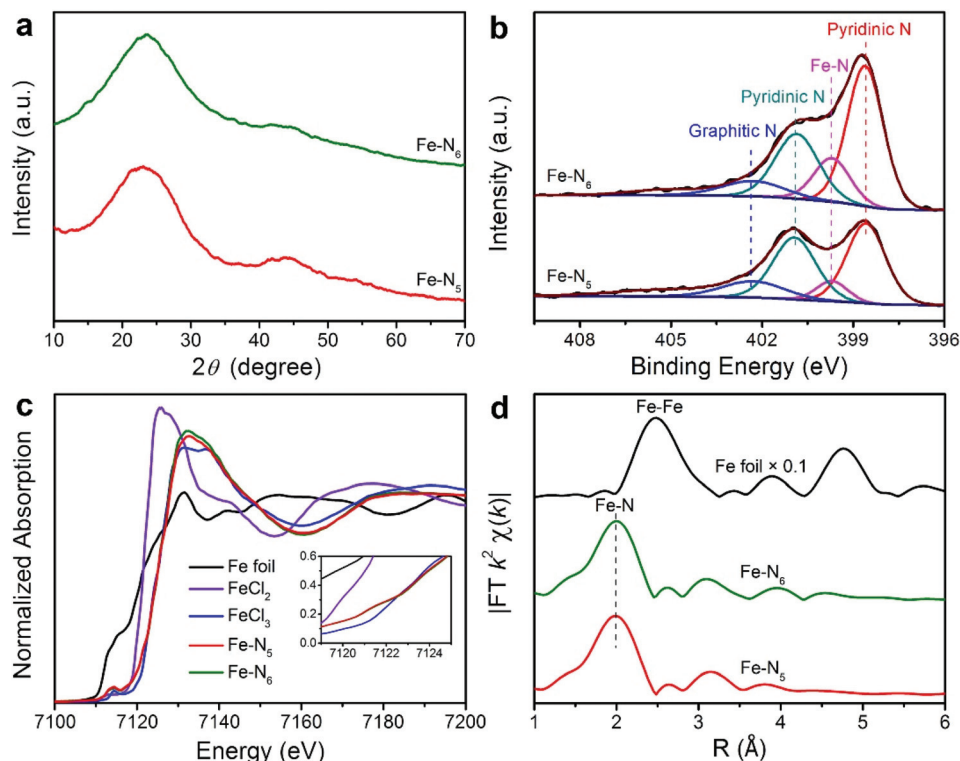 a
Intensity (a.u.)
Fe-N6
Fe-N5
10 20 30 40 50 60 70
2θ (degree)
b
Intensity (a.u.)
Pyridinic N
Fe-N
Pyridinic N
Graphitic N
Fe-N6
Fe-N5
408 405 402 399 396
Binding Energy (eV)
c
Normalized Absorption
Fe foil
FeCl2
FeCl3
Fe-N5
Fe-N6
0.6
0.4
0.2
0.0
7120 7122 7124
7100 7120 7140 7160 7180 7200
Energy (eV)
d
|FT k2 χ(k)|
Fe-Fe
Fe foil × 0.1
Fe-N
Fe-N6
Fe-N5
1 2 3 4 5 6
R (Å)